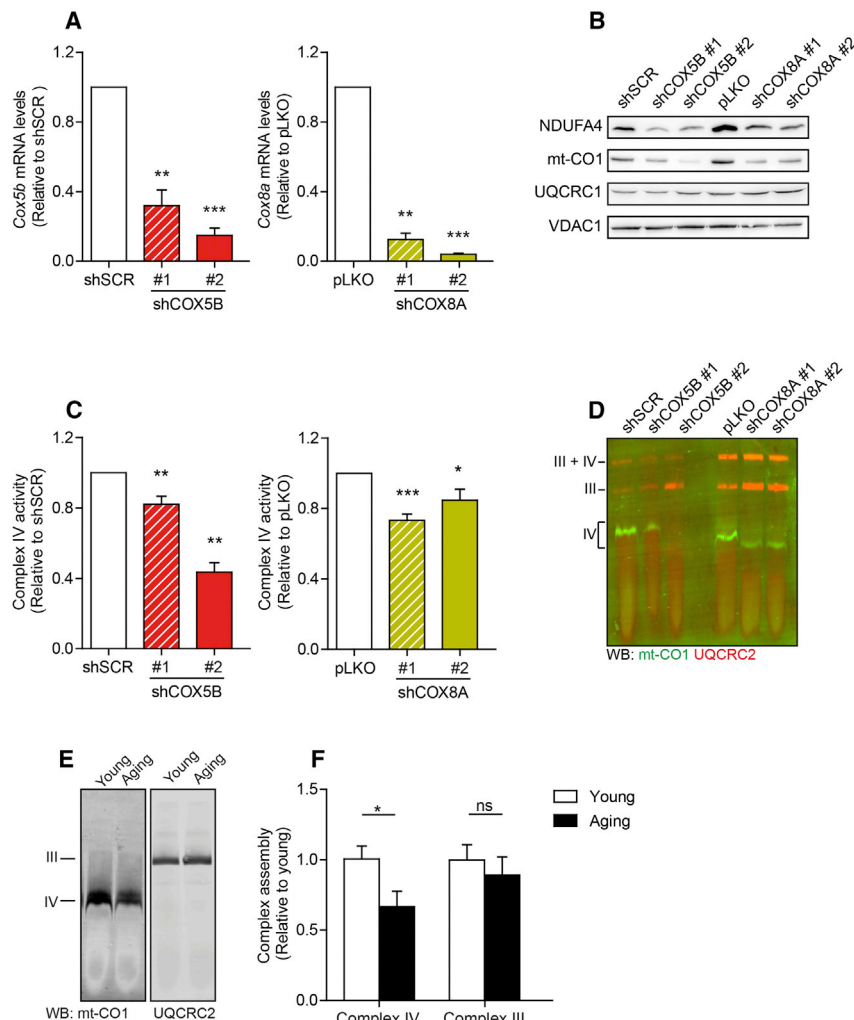 A
Cox5b mRNA levels
(Relative to shSCR )
1.2
0.8
0.4
0.0
**
***
shSCR #1 #2
shCOX5B
Cox8a mRNA levels
(Relative to pLKO)
1.2
0.8
0.4
0.0
**
***
pLKO #1 #2
shCOX8A
B
shSCR
shCOX5B #1
shCOX5B #2
pLKO
shCOX8A #1
shCOX8A #2
NDUFA4
mt-CO1
UQCRC1
VDAC1
C
Complex IV activity
(Relative to shSCR)
1.2
0.8
0.4
0.0
**
**
shSCR #1 #2
shCOX5B
Complex IV activity
(Relative to pLKO)
1.2
0.8
0.4
0.0
***
*
pLKO #1 #2
shCOX8A
D
shSCR
shCOX5B #1
shCOX5B #2
pLKO
shCOX8A #1
shCOX8A #2
III + IV
III
IV
WB: mt-CO1 UQCRC2
E
Young
Aging
Young
Aging
III
IV
WB: mt-CO1 UQCRC2
F
Complex assembly
(Relative to young)
1.5
1.0
0.5
0
*
ns
Young
Aging
Complex IV Complex III